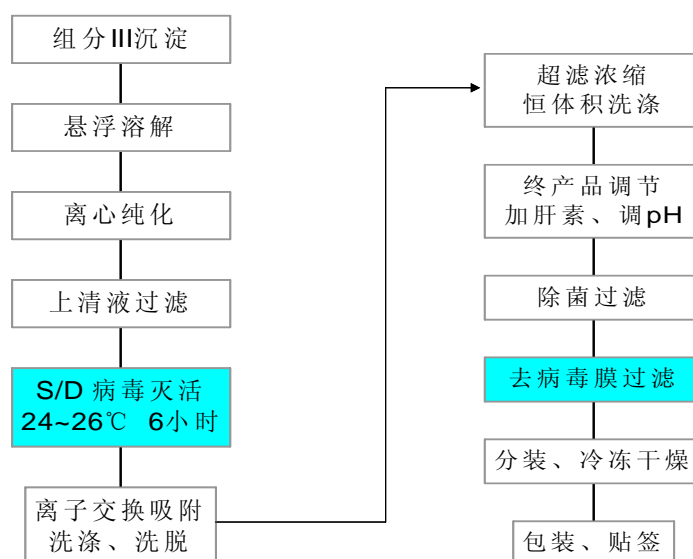 组分III沉淀
悬浮溶解
离心纯化
上清液过滤
S/D 病毒灭活
24~26℃ 6小时
离子交换吸附
洗涤、洗脱
超滤浓缩
恒体积洗涤
终产品调节
加肝素、调pH
除菌过滤
去病毒膜过滤
分装、冷冻干燥
包装、贴签